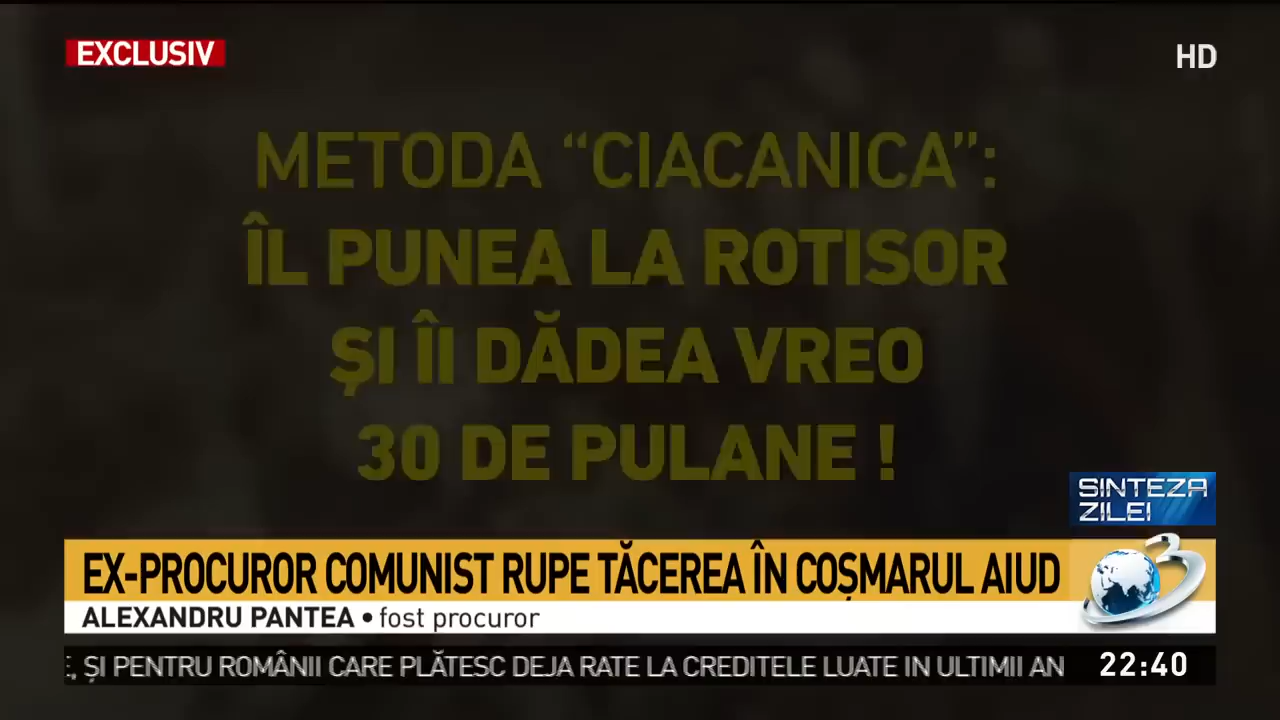 EXCLUSIV
HD
METODA “CIACANICA”:
ÎL PUNEA LA ROTISOR
ȘI ÎI DĂDEA VREO
30 DE PULANE !
SINTEZA
ZILEI
EX-PROCUROR COMUNIST RUPE TĂCEREA ÎN COȘMARUL AIUD
3
ALEXANDRU PANTEA • fost procuror
, ȘI PENTRU ROMÂNII CARE PLĂTESC DEJA RATE LA CREDITELE LUATE IN ULTIMII AN
22:40